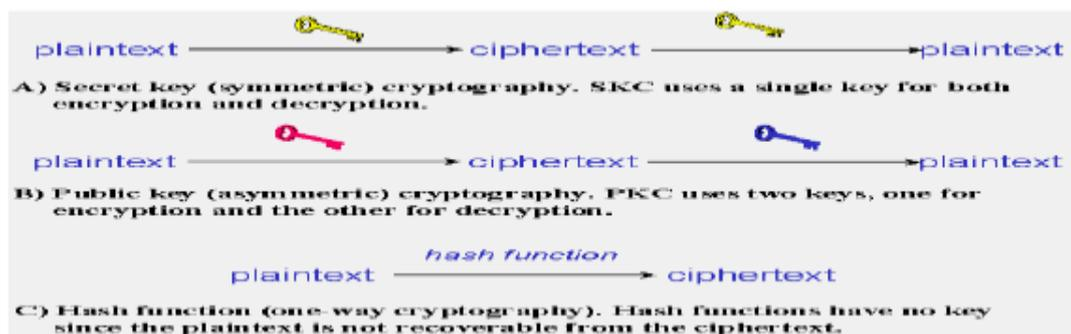 plaintext ciphertext plaintext
A) Secret key (symmetric) cryptography. SKC uses a single key for both
encryption and decryption.
plaintext ciphertext plaintext
B) Public key (asymmetric) cryptography. PKC uses two keys, one for
encryption and the other for decryption.
hash function
plaintext ciphertext
C) Hash function (one-way cryptography). Hash functions have no key
since the plaintext is not recoverable from the ciphertext.